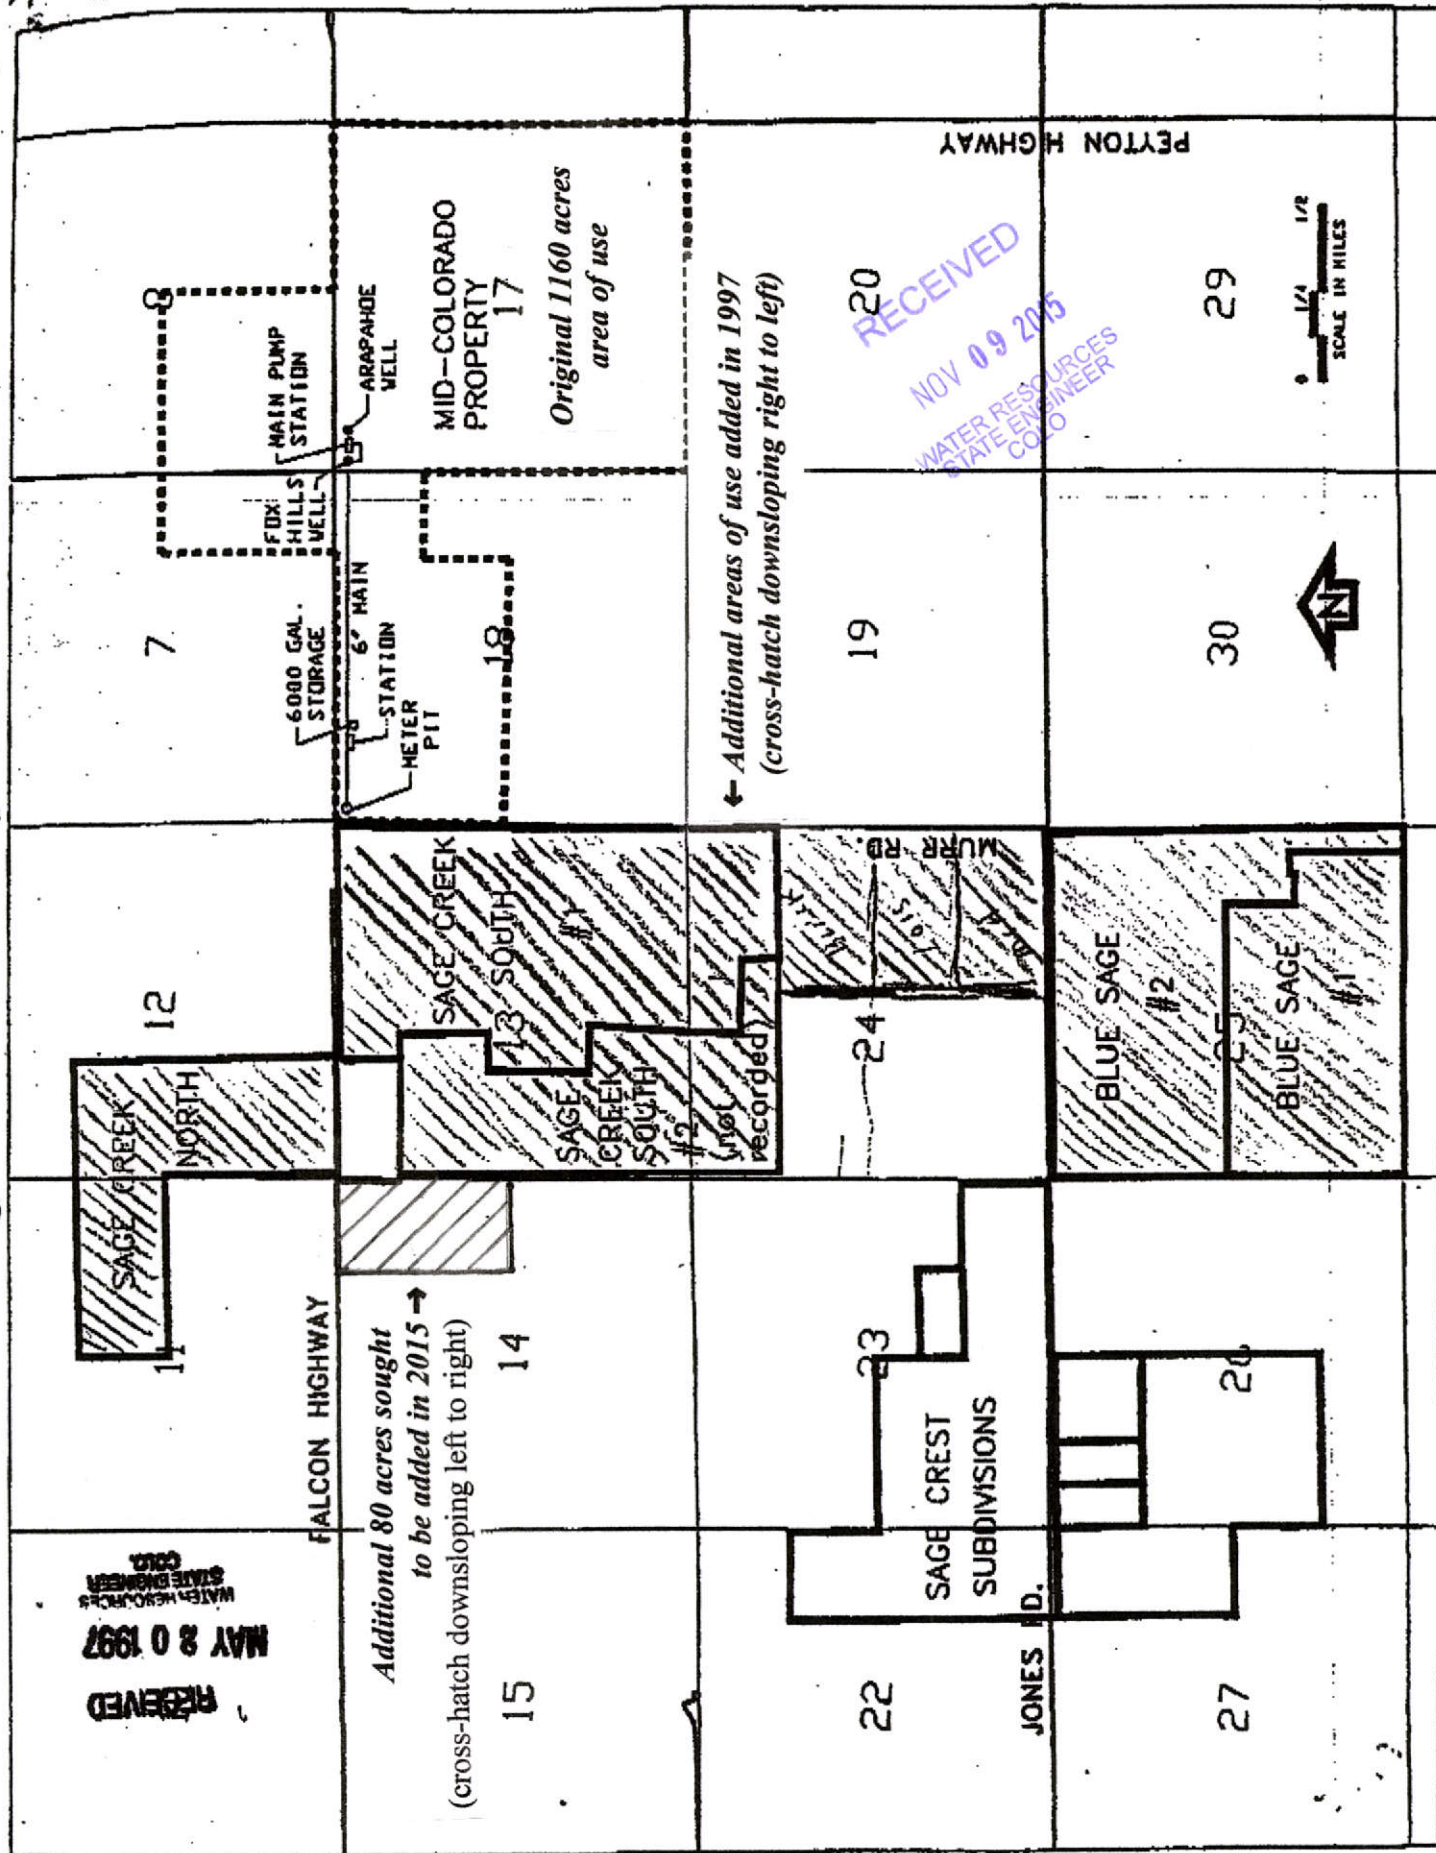 RECEIVED
MAY 20 1997
WATER RESOURCES
STATE ENGINEER
COLO.
FALCON HIGHWAY
11
SAGE CREEK
NORTH
12
7
8
6000 GAL.
STORAGE
6" MAIN
STATION
METER
PIT
FOX
HILLS
WELL
MAIN PUMP
STATION
ARAPAHOE
WELL
MID-COLORADO
PROPERTY
17
Original 1160 acres
area of use
Additional 80 acres sought
to be added in 2015 →
(cross-hatch downsloping left to right)
15
14
SAGE CREEK
13 SOUTH
#1
SAGE
CREEK
SOUTH
#2
(not
recorded)
18
← Additional areas of use added in 1997
(cross-hatch downsloping right to left)
22
23
SAGE CREST
SUBDIVISIONS
24
Lots
MURR RD.
19
20
RECEIVED
NOV 09 2015
WATER RESOURCES
STATE ENGINEER
COLO
PEYTON HIGHWAY
JONES RD.
27
26
BLUE SAGE
#2
25
BLUE SAGE
#1
30
N
29
0 1/4 1/2
SCALE IN MILES